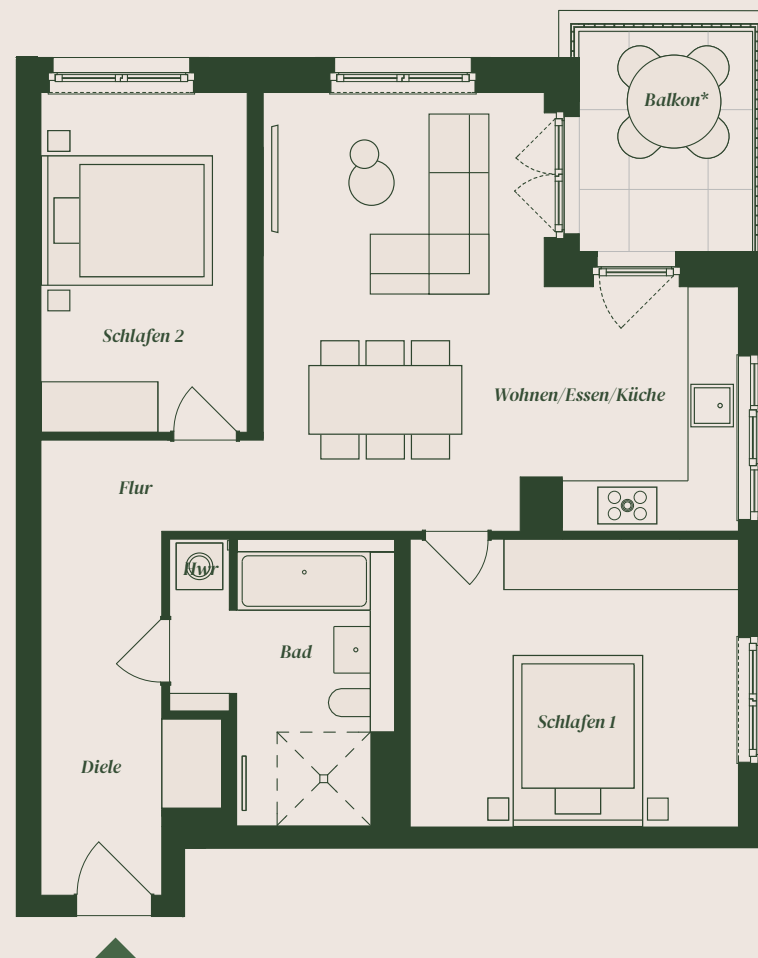 Balkon*
Schlafen 2
Wohnen/Essen/Küche
Flur
Hwr
Bad
Schlafen 1
Diele